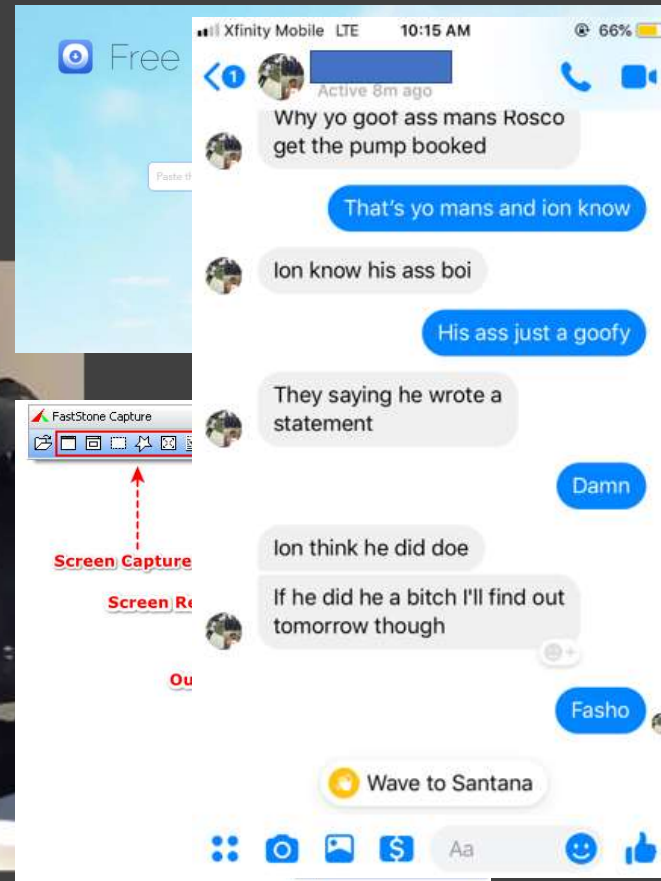 Free
Paste th
Xfinity Mobile LTE 10:15 AM 66%
1
Active 8m ago
Why yo goof ass mans Rosco
get the pump booked
That's yo mans and ion know
Ion know his ass boi
His ass just a goofy
They saying he wrote a
statement
Damn
Ion think he did doe
If he did he a bitch I'll find out
tomorrow though
Fasho
Wave to Santana
Aa
FastStone Capture
Screen Capture
Screen Re
Ou